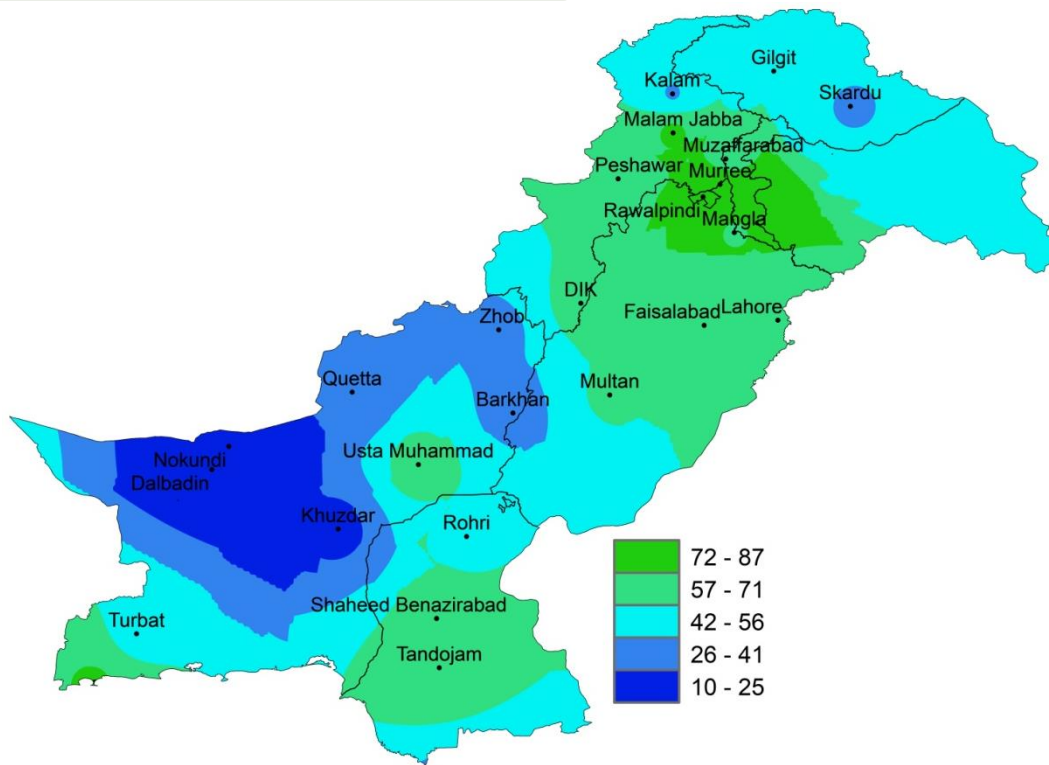 Gilgit
Kalam
Skardu
Malam Jabba
Muzaffarabad
Peshawar
Murree
Rawalpindi
Mangla
DIK
Faisalabad
Lahore
Zhob
Quetta
Multan
Barkhan
Usta Muhammad
Nokundi
Dalbadin
Khuzdar
Rohri
72 - 87
57 - 71
42 - 56
26 - 41
10 - 25
Shaheed Benazirabad
Turbat
Tandojam